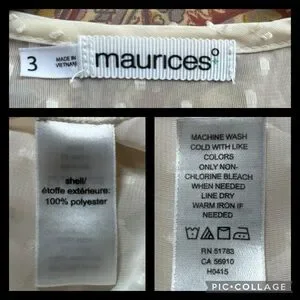 3
MADE IN
VIETNAM
maurices
shell/
étoffe extérieure:
100% polyester
MACHINE WASH
COLD WITH LIKE
COLORS
ONLY NON-
CHLORINE BLEACH
WHEN NEEDED
LINE DRY
WARM IRON IF
NEEDED
RN 51783
CA 56910
H0415
PIC•COLLAGE